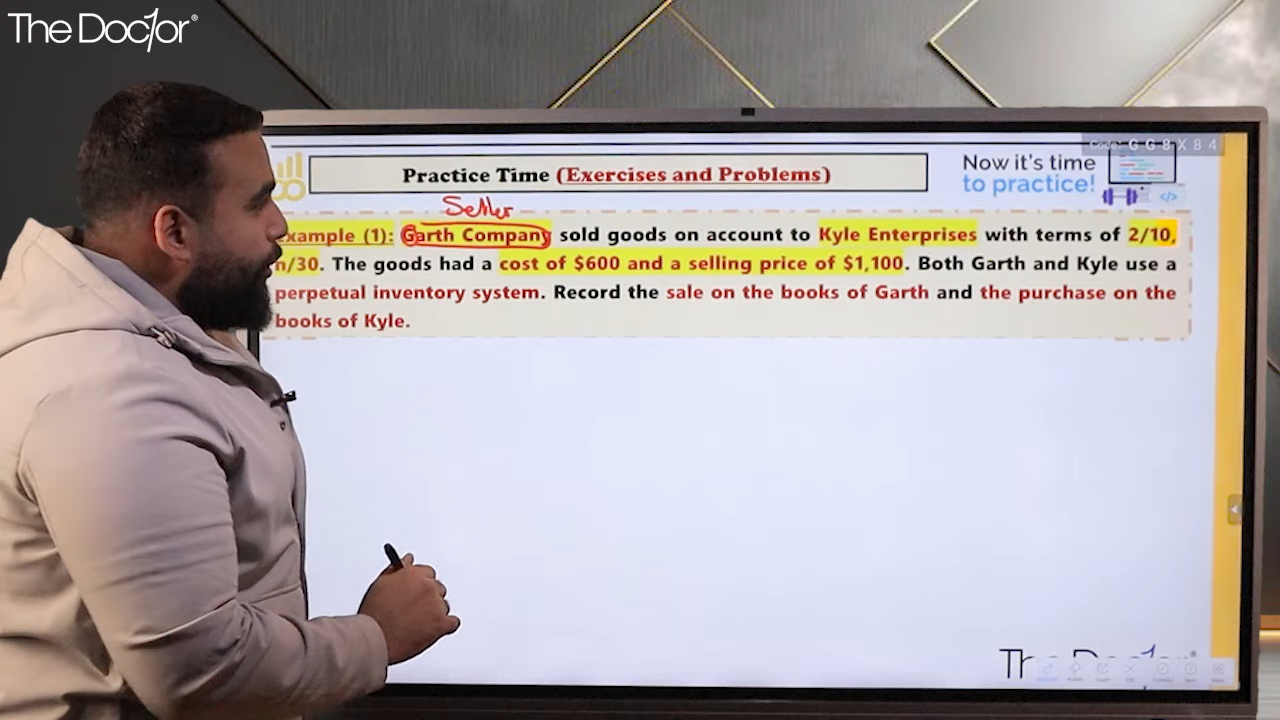 The Doctor®
Code: GG8X84
Practice Time (Exercises and Problems)
Now it's time
to practice!
</>
Seller
Example (1): Garth Company sold goods on account to Kyle Enterprises with terms of 2/10,
n/30. The goods had a cost of $600 and a selling price of $1,100. Both Garth and Kyle use a
perpetual inventory system. Record the sale on the books of Garth and the purchase on the
books of Kyle.